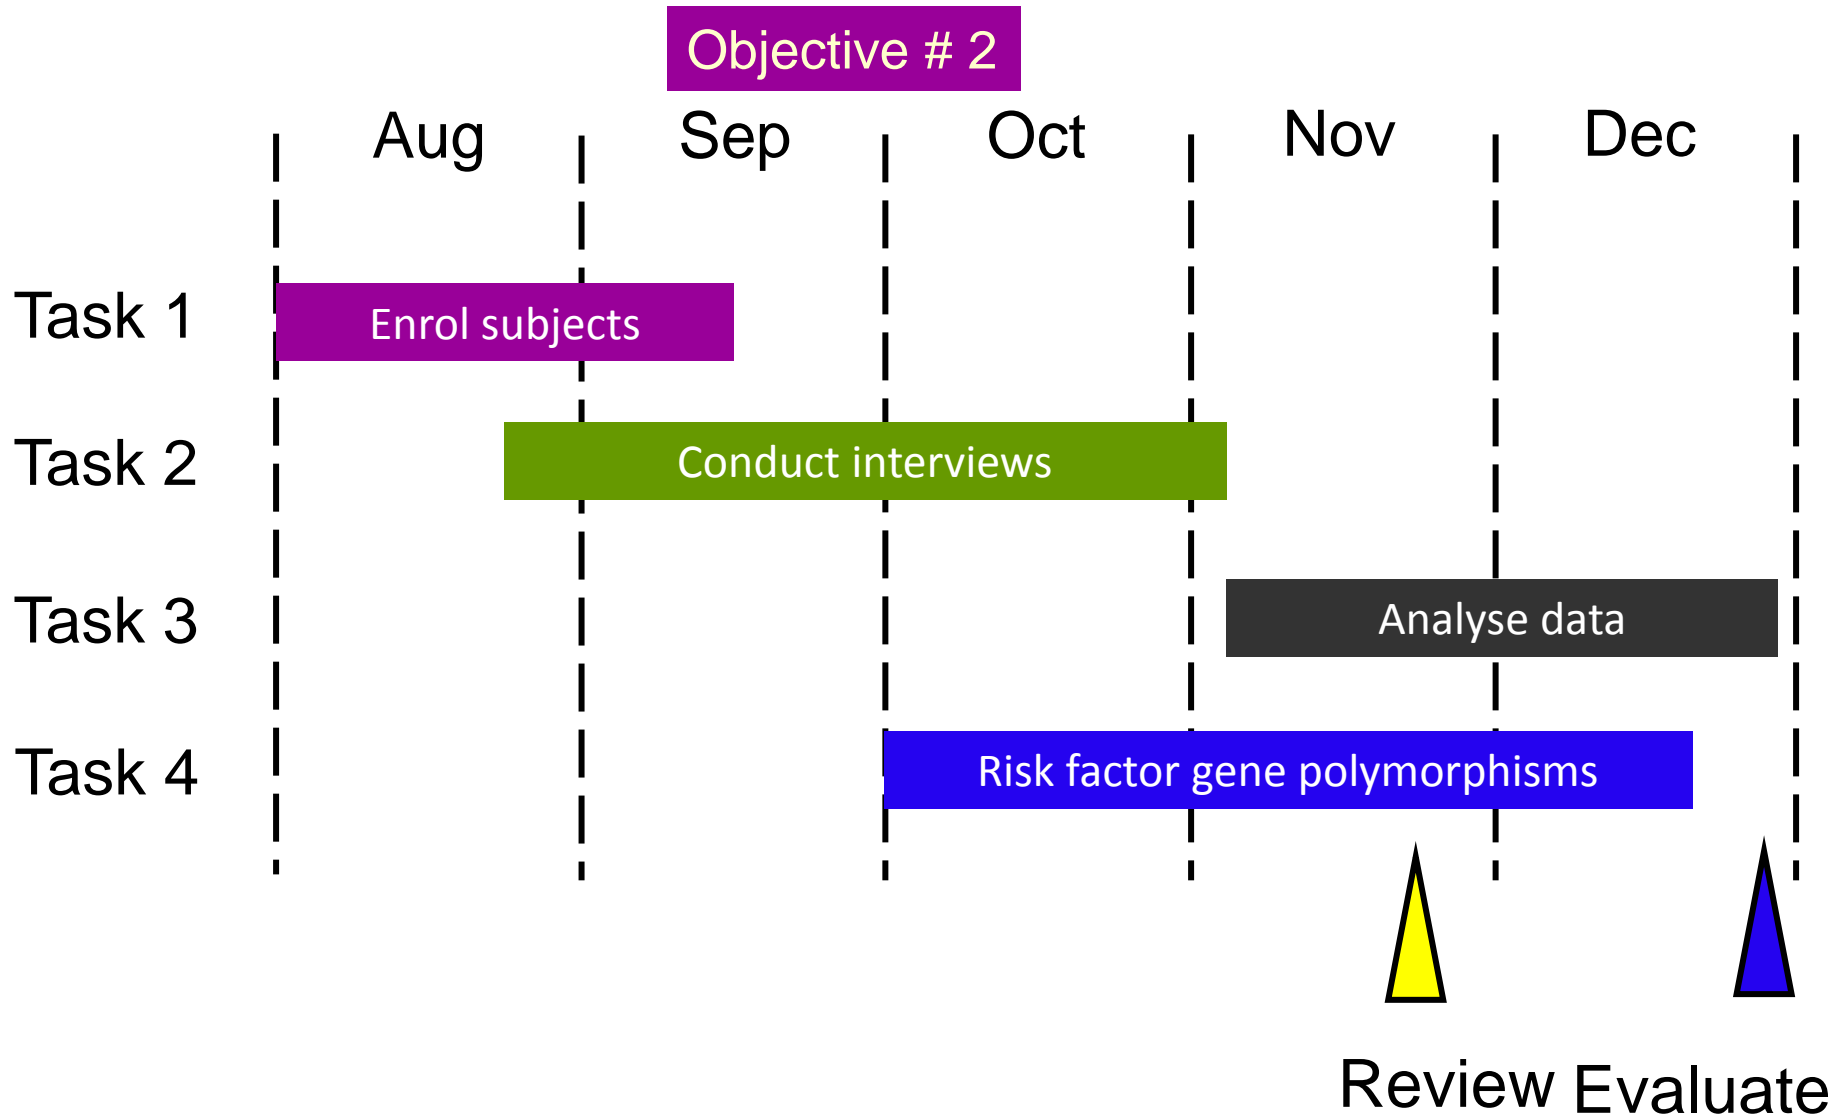 Objective # 2
Aug Sep Oct Nov Dec
Task 1 Enrol subjects
Task 2 Conduct interviews
Task 3 Analyse data
Task 4 Risk factor gene polymorphisms
Review Evaluate